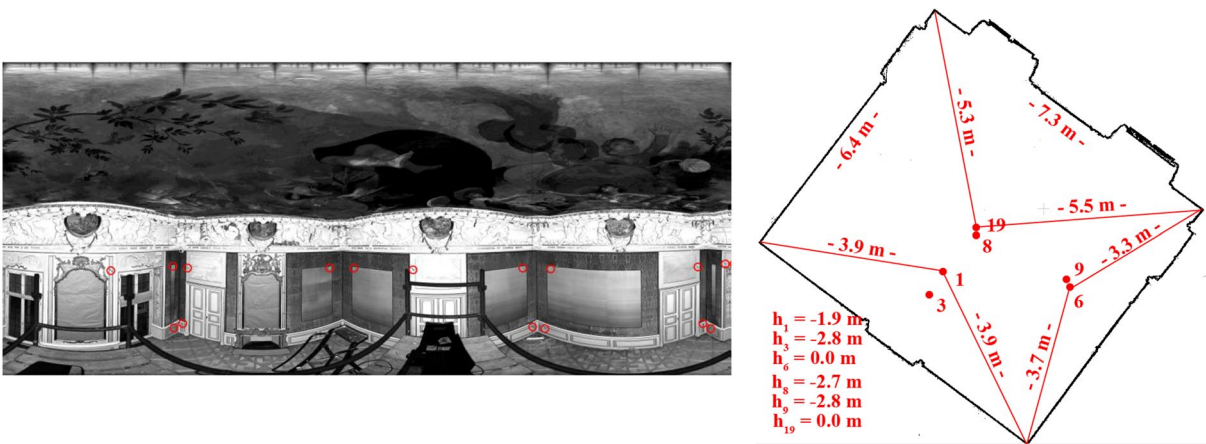 - 5.3 m -
- 7.3 m -
- 6.4 m -
- 5.5 m -
19
8
- 3.9 m -
- 3.3 m -
1
9
3
6
- 3.9 m -
- 3.7 m -
h1 = -1.9 m
h3 = -2.8 m
h6 = 0.0 m
h8 = -2.7 m
h9 = -2.8 m
h19 = 0.0 m